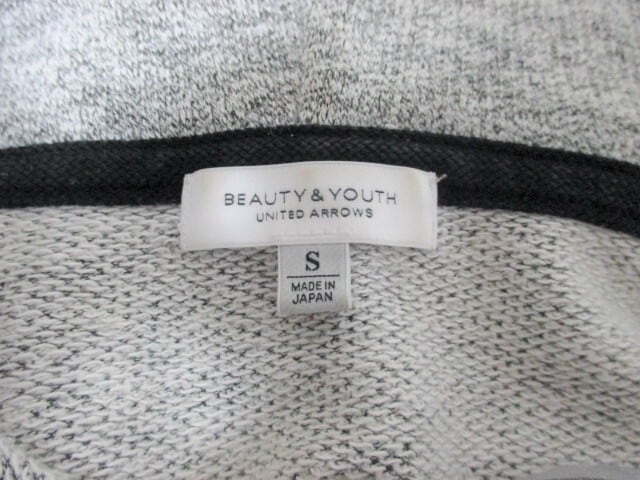 BEAUTY & YOUTH
UNITED ARROWS
S
MADE IN
JAPAN